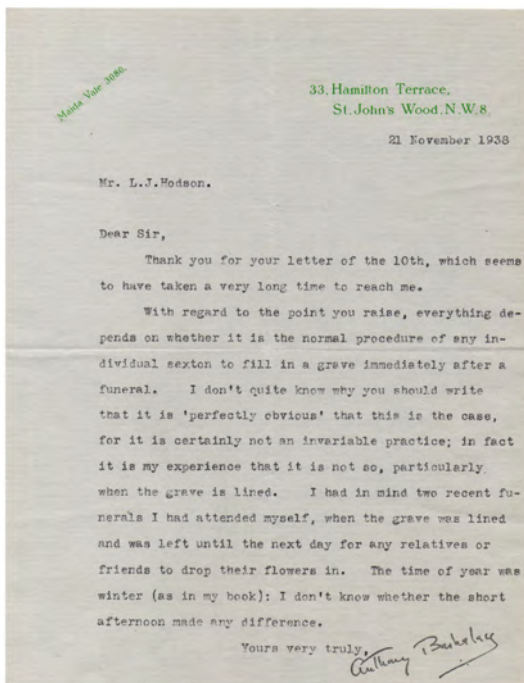 Maida Vale 3080.
33, Hamilton Terrace,
St. John's Wood. N.W.8.
21 November 1938
Mr. L.J.Hodson.
Dear Sir,
Thank you for your letter of the 10th, which seems
to have taken a very long time to reach me.
With regard to the point you raise, everything de-
pends on whether it is the normal procedure of any in-
dividual sexton to fill in a grave immediately after a
funeral. I don't quite know why you should write
that it is 'perfectly obvious' that this is the case,
for it is certainly not an invariable practice; in fact
it is my experience that it is not so, particularly
when the grave is lined. I had in mind two recent fu-
nerals I had attended myself, when the grave was lined
and was left until the next day for any relatives or
friends to drop their flowers in. The time of year was
winter (as in my book): I don't know whether the short
afternoon made any difference.
Yours very truly,
Anthony Berkeley